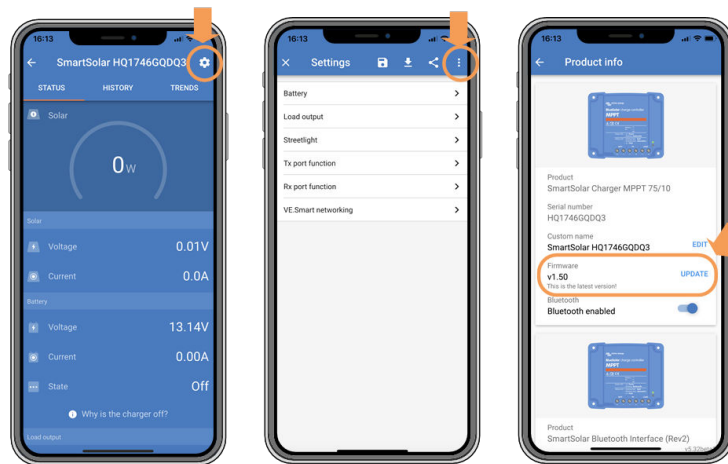 16:13
SmartSolar HQ1746GQDQ3
STATUS HISTORY TRENDS
Solar
0W
Solar
Voltage 0.01V
Current 0.0A
Battery
Voltage 13.14V
Current 0.00A
State Off
Why is the charger off?
Load output
16:13
Settings
Battery
Load output
Streetlight
Tx port function
Rx port function
VE.Smart networking
16:13
Product info
MPPT
Product
SmartSolar Charger MPPT 75/10
Serial number
HQ1746GQDQ3
Custom name
SmartSolar HQ1746GQDQ3 EDIT
Firmware
v1.50 UPDATE
This is the latest version!
Bluetooth
Bluetooth enabled
MPPT
Product
SmartSolar Bluetooth Interface (Rev2)